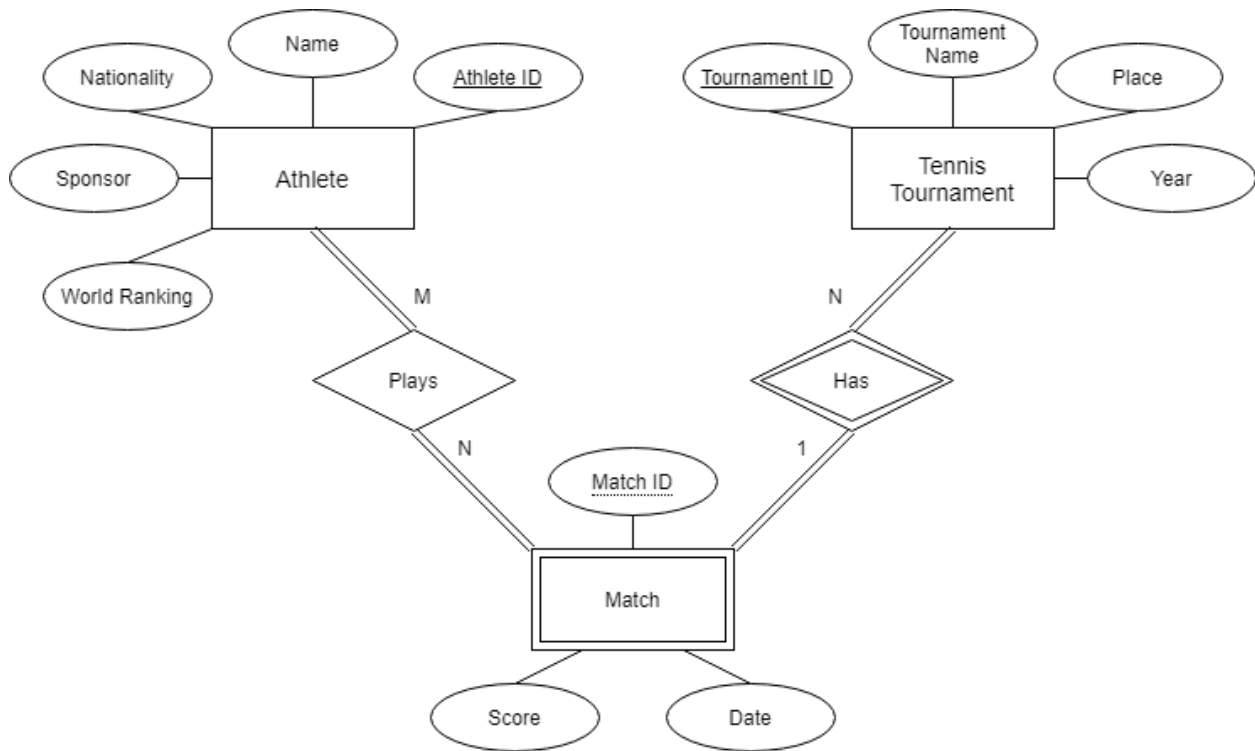 Name
Nationality
Athlete ID
Sponsor
Athlete
World Ranking
Tournament
Name
Tournament ID
Place
Tennis
Tournament
Year
M
N
Plays
Has
N
1
Match ID
Match
Score
Date